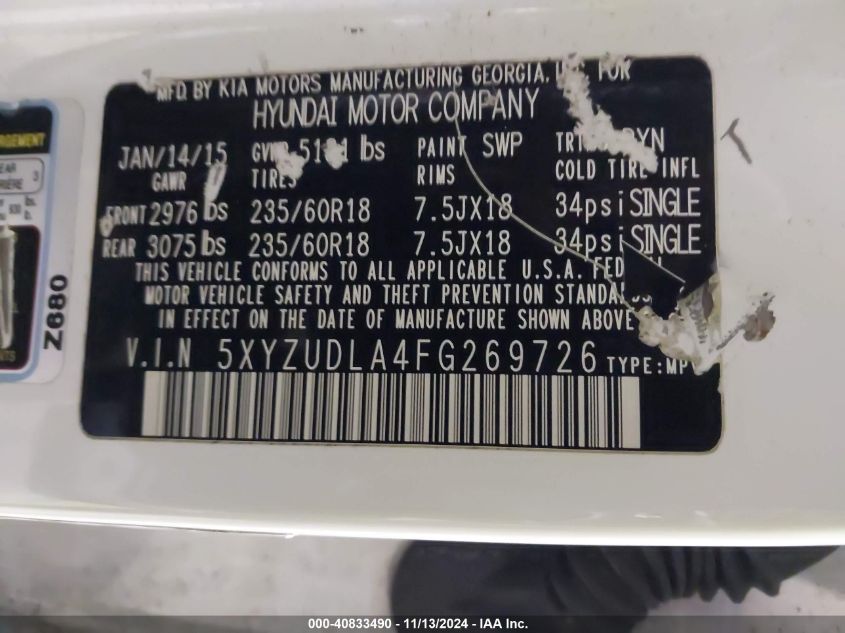 MFD BY KIA MOTORS MANUFACTURING GEORGIA, FOR
HYUNDAI MOTOR COMPANY
JAN/14/15 lbs PAINT SWP
GAWR TIRES RIMS COLD TIRE INFL
FRONT 2976 lbs 235/60R18 7.5JX18 34psi SINGLE
REAR 3075 lbs 235/60R18 7.5JX18 34psi SINGLE
THIS VEHICLE CONFORMS TO ALL APPLICABLE U.S.A.
MOTOR VEHICLE SAFETY AND THEFT PREVENTION
IN EFFECT ON THE DATE OF MANUFACTURE SHOWN ABOVE
V.I.N 5XYZUDLA4FG269726 TYPE:MPV
Z680
000-40833490 - 11/13/2024 - IAA Inc.